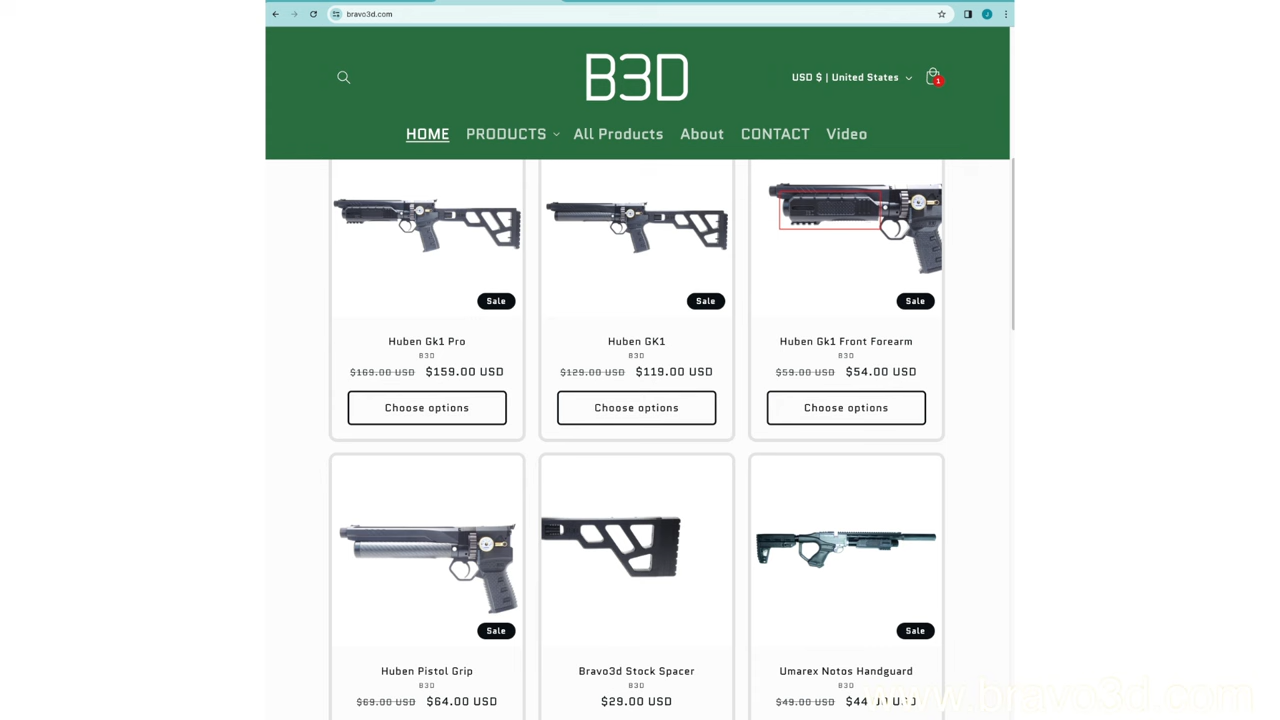 bravo3d.com
B3D
USD $ | United States
1
HOME PRODUCTS All Products About CONTACT Video
Sale Sale Sale
Huben Gk1 Pro
B3D
$169.00 USD $159.00 USD
Choose options
Huben GK1
B3D
$129.00 USD $119.00 USD
Choose options
Huben Gk1 Front Forearm
B3D
$59.00 USD $54.00 USD
Choose options
Sale Sale
Huben Pistol Grip
B3D
$69.00 USD $64.00 USD
Bravo3d Stock Spacer
B3D
$29.00 USD
Umarex Notos Handguard
B3D
$49.00 USD $44.00 USD
www.bravo3d.com